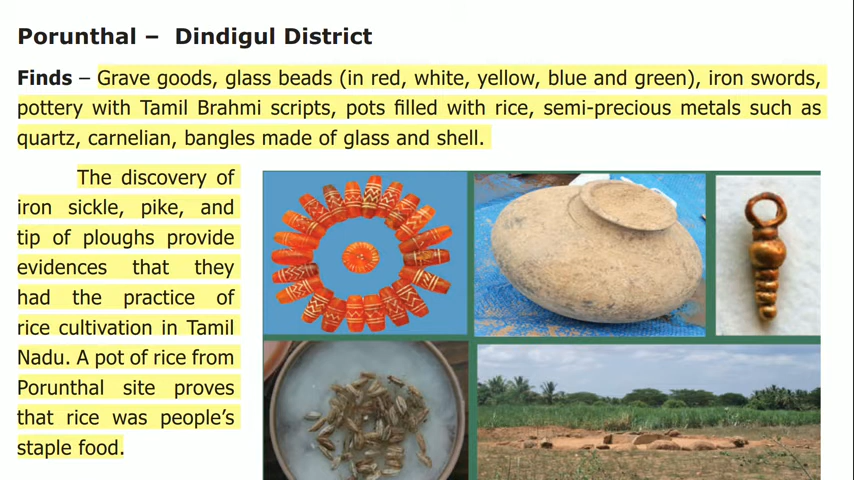 Porunthal – Dindigul District
Finds – Grave goods, glass beads (in red, white, yellow, blue and green), iron swords,
pottery with Tamil Brahmi scripts, pots filled with rice, semi-precious metals such as
quartz, carnelian, bangles made of glass and shell.
The discovery of
iron sickle, pike, and
tip of ploughs provide
evidences that they
had the practice of
rice cultivation in Tamil
Nadu. A pot of rice from
Porunthal site proves
that rice was people's
staple food.